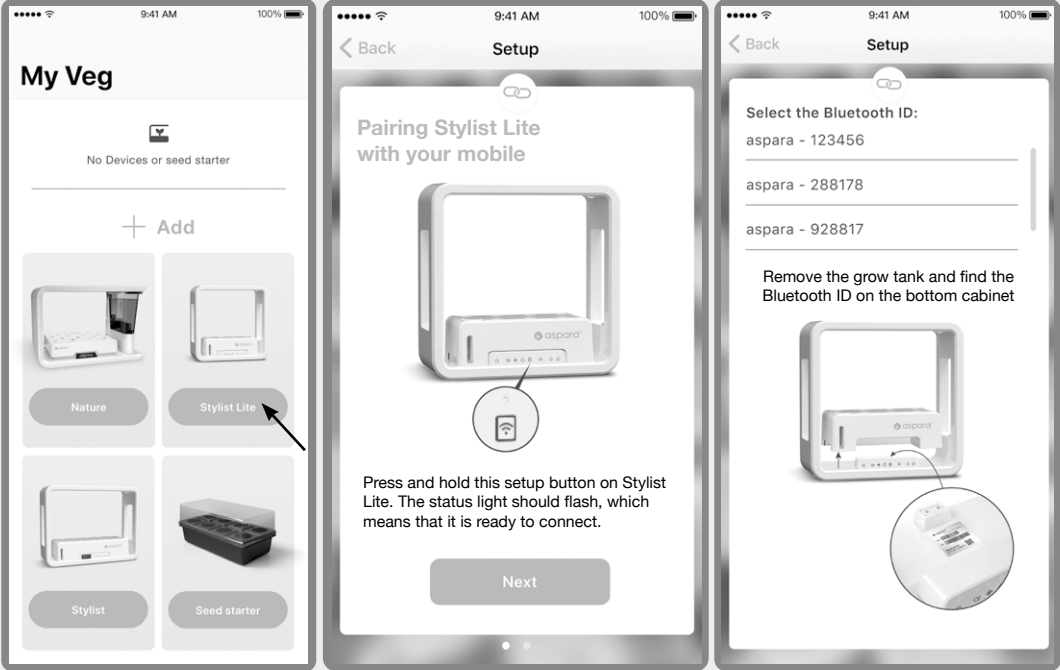 9:41 AM
100%
My Veg
No Devices or seed starter
Add
Nature
Stylist Lite
Stylist
Seed starter
9:41 AM
100%
Back
Setup
Pairing Stylist Lite
with your mobile
aspara
Press and hold this setup button on Stylist
Lite. The status light should flash, which
means that it is ready to connect.
Next
9:41 AM
100%
Back
Setup
Select the Bluetooth ID:
aspara - 123456
aspara - 288178
aspara - 928817
Remove the grow tank and find the
Bluetooth ID on the bottom cabinet
aspara